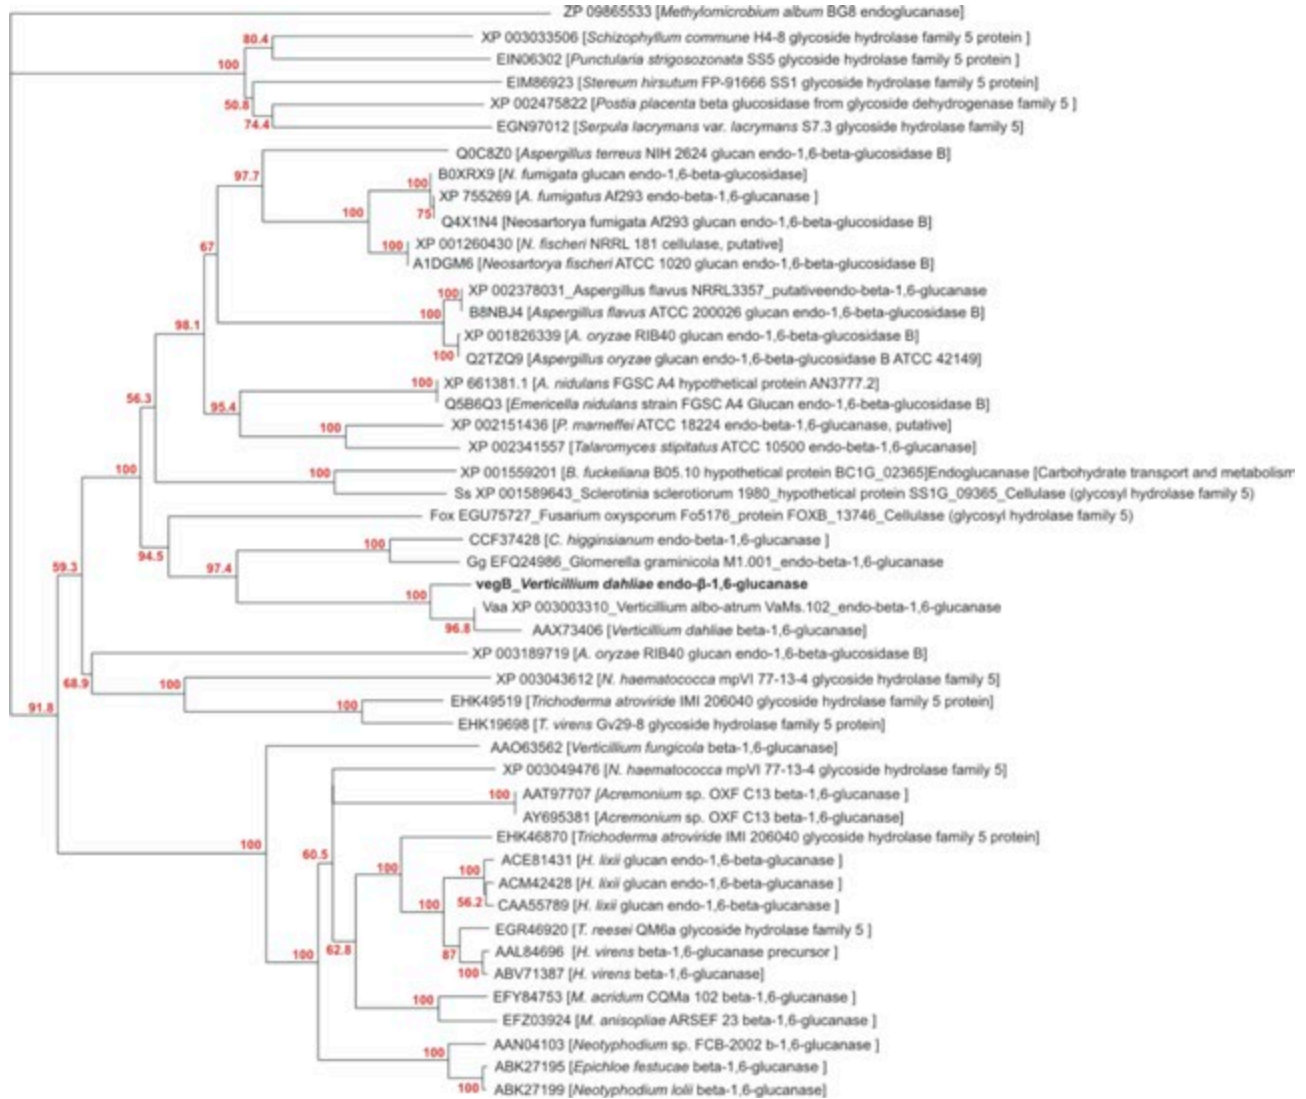 ZP 09865533 [Methylomicrobium album BG8 endoglucanase]
80.4
XP 003033506 [Schizophyllum commune H4-8 glycoside hydrolase family 5 protein ]
EIN06302 [Punctularia strigosozonata SS5 glycoside hydrolase family 5 protein ]
100
EIM86923 [Stereum hirsutum FP-91666 SS1 glycoside hydrolase family 5 protein]
50.8
XP 002475822 [Postia placenta beta glucosidase from glycoside dehydrogenase family 5 ]
74.4
EGN97012 [Serpula lacrymans var. lacrymans S7.3 glycoside hydrolase family 5]
Q0C8Z0 [Aspergillus terreus NIH 2624 glucan endo-1,6-beta-glucosidase B]
97.7
B0XRX9 [N. fumigata glucan endo-1,6-beta-glucosidase]
100
XP 755269 [A. fumigatus Af293 endo-beta-1,6-glucanase ]
100
75
Q4X1N4 [Neosartorya fumigata Af293 glucan endo-1,6-beta-glucosidase B]
67
100
XP 001260430 [N. fischeri NRRL 181 cellulase, putative]
A1DGM6 [Neosartorya fischeri ATCC 1020 glucan endo-1,6-beta-glucosidase B]
100
XP 002378031_Aspergillus flavus NRRL3357_putativeendo-beta-1,6-glucanase
100
B8NBJ4 [Aspergillus flavus ATCC 200026 glucan endo-1,6-beta-glucosidase B]
98.1
XP 001826339 [A. oryzae RIB40 glucan endo-1,6-beta-glucosidase B]
100
Q2TZQ9 [Aspergillus oryzae glucan endo-1,6-beta-glucosidase B ATCC 42149]
100
XP 661381.1 [A. nidulans FGSC A4 hypothetical protein AN3777.2]
56.3
95.4
Q5B6Q3 [Emericella nidulans strain FGSC A4 Glucan endo-1,6-beta-glucosidase B]
100
XP 002151436 [P. marneffei ATCC 18224 endo-beta-1,6-glucanase, putative]
XP 002341557 [Talaromyces stipitatus ATCC 10500 endo-beta-1,6-glucanase]
100
100
XP 001559201 [B. fuckeliana B05.10 hypothetical protein BC1G_02365]Endoglucanase [Carbohydrate transport and metabolism
Ss XP 001589643_Sclerotinia sclerotiorum 1980_hypothetical protein SS1G_09365_Cellulase (glycosyl hydrolase family 5)
Fox EGU75727_Fusarium oxysporum Fo5176_protein FOXB_13746_Cellulase (glycosyl hydrolase family 5)
94.5
100
CCF37428 [C. higginsianum endo-beta-1,6-glucanase ]
59.3
97.4
Gg EFQ24986_Glomerella graminicola M1.001_endo-beta-1,6-glucanase
vegB_Verticillium dahliae endo-β-1,6-glucanase
100
Vaa XP 003003310_Verticillium albo-atrum VaMs.102_endo-beta-1,6-glucanase
96.8
AAX73406 [Verticillium dahliae beta-1,6-glucanase]
XP 003189719 [A. oryzae RIB40 glucan endo-1,6-beta-glucosidase B]
68.9
100
XP 003043612 [N. haematococca mpVI 77-13-4 glycoside hydrolase family 5]
91.8
100
EHK49519 [Trichoderma atroviride IMI 206040 glycoside hydrolase family 5 protein]
EHK19698 [T. virens Gv29-8 glycoside hydrolase family 5 protein]
AAO63562 [Verticillium fungicola beta-1,6-glucanase]
XP 003049476 [N. haematococca mpVI 77-13-4 glycoside hydrolase family 5]
100
AAT97707 [Acremonium sp. OXF C13 beta-1,6-glucanase ]
AY695381 [Acremonium sp. OXF C13 beta-1,6-glucanase]
100
EHK46870 [Trichoderma atroviride IMI 206040 glycoside hydrolase family 5 protein]
60.5
ACE81431 [H. lixii glucan endo-1,6-beta-glucanase ]
100
100
ACM42428 [H. lixii glucan endo-1,6-beta-glucanase ]
100
56.2
CAA55789 [H. lixii glucan endo-1,6-beta-glucanase ]
EGR46920 [T. reesei QM6a glycoside hydrolase family 5 ]
100
62.8
87
AAL84696 [H. virens beta-1,6-glucanase precursor ]
100
ABV71387 [H. virens beta-1,6-glucanase]
100
EFY84753 [M. acridum CQMa 102 beta-1,6-glucanase ]
EFZ03924 [M. anisopliae ARSEF 23 beta-1,6-glucanase ]
AAN04103 [Neotyphodium sp. FCB-2002 b-1,6-glucanase ]
100
ABK27195 [Epichloe festucae beta-1,6-glucanase ]
100
ABK27199 [Neotyphodium lolii beta-1,6-glucanase]